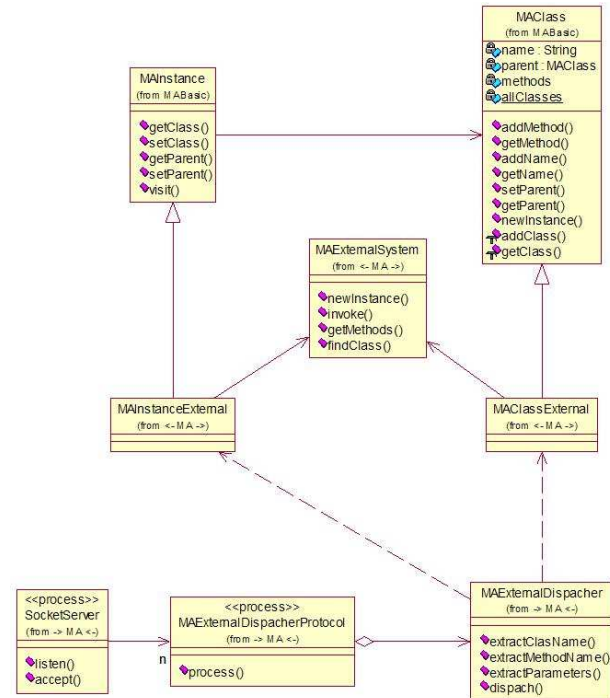 MAClass
(from MABasic)
name : String
parent : MAClass
methods
allClasses
addMethod()
getMethod()
addName()
getName()
setParent()
getParent()
newInstance()
addClass()
getClass()
MAInstance
(from MABasic)
getClass()
setClass()
getParent()
setParent()
visit()
MAExternalSystem
(from <- MA ->)
newInstance()
invoke()
getMethods()
findClass()
MAInstanceExternal
(from <- MA ->)
MAClassExternal
(from <- MA ->)
<<process>>
SocketServer
(from -> MA <-)
listen()
accept()
n
<<process>>
MAExternalDispacherProtocol
(from -> MA <-)
process()
MAExternalDispacher
(from -> MA <-)
extractClasName()
extractMethodName()
extractParameters()
dispach()